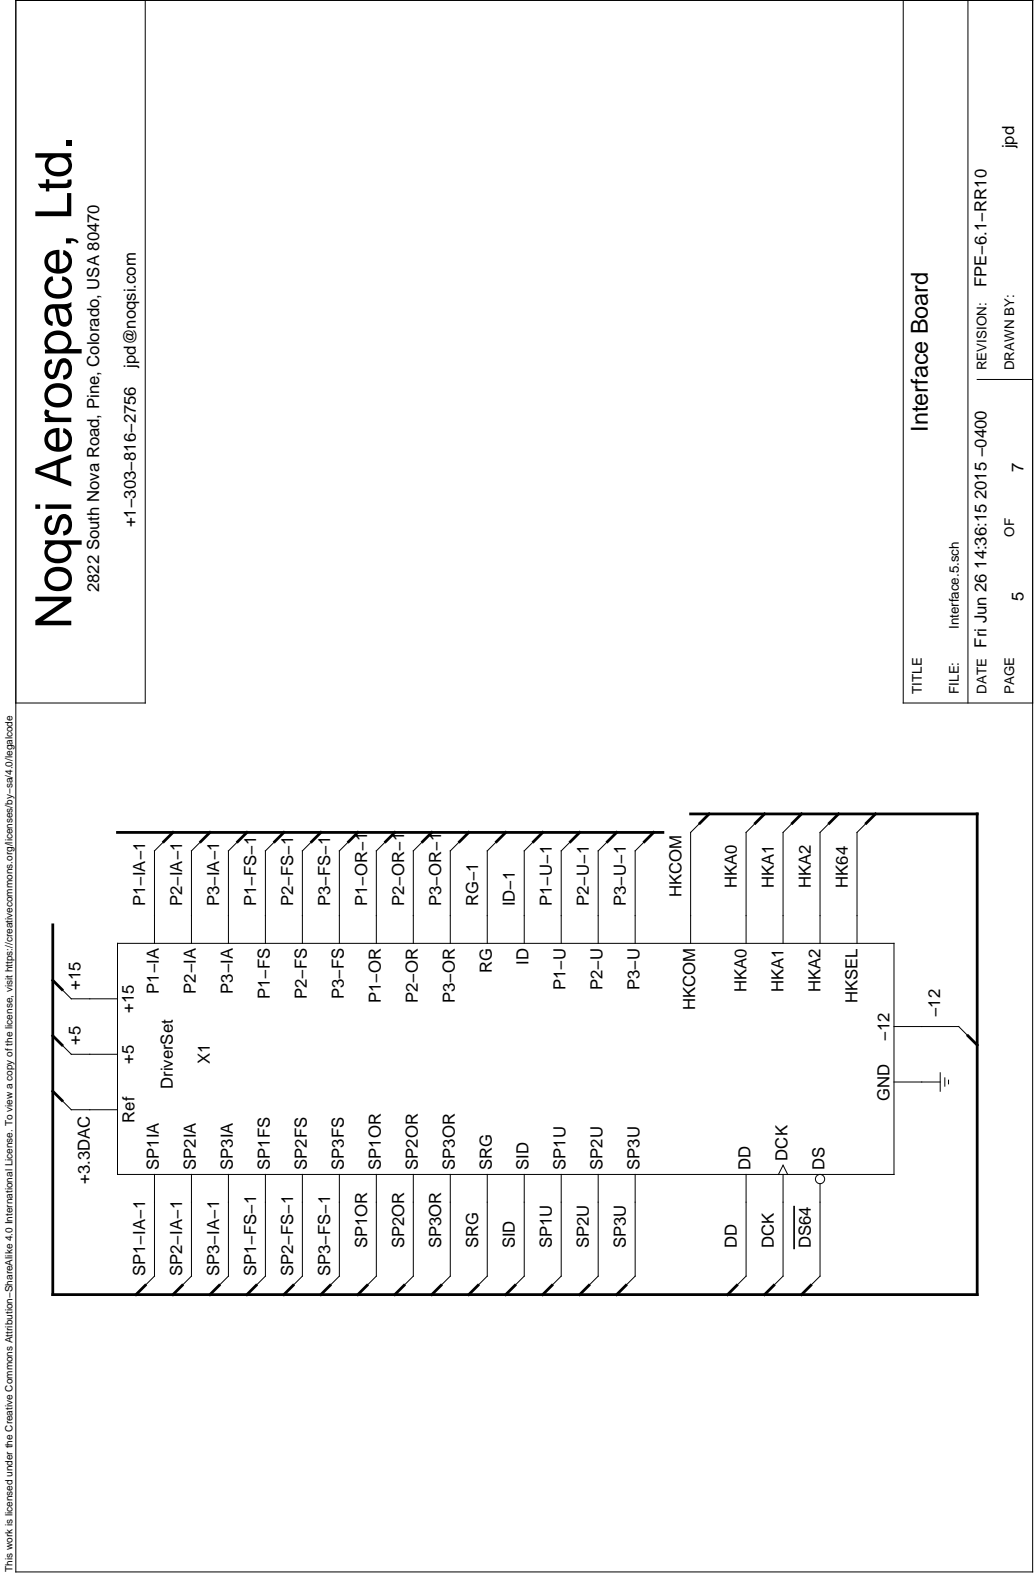 This work is licensed under the Creative Commons Attribution−ShareAlike 4.0 International License. To view a copy of the license, visit https://creativecommons.org/licenses/by−sa/4.0/legalcode
Noqsi Aerospace, Ltd.
2822 South Nova Road, Pine, Colorado, USA 80470
+1−303−816−2756 jpd@noqsi.com
+3.3DAC
+5
+15
Ref
+5
+15
DriverSet
X1
SP1−IA−1 SP1IA P1−IA P1−IA−1
SP2−IA−1 SP2IA P2−IA P2−IA−1
SP3−IA−1 SP3IA P3−IA P3−IA−1
SP1−FS−1 SP1FS P1−FS P1−FS−1
SP2−FS−1 SP2FS P2−FS P2−FS−1
SP3−FS−1 SP3FS P3−FS P3−FS−1
SP1OR SP1OR P1−OR P1−OR−1
SP2OR SP2OR P2−OR P2−OR−1
SP3OR SP3OR P3−OR P3−OR−1
SRG SRG RG RG−1
SID SID ID ID−1
SP1U SP1U P1−U P1−U−1
SP2U SP2U P2−U P2−U−1
SP3U SP3U P3−U P3−U−1
HKCOM HKCOM
DD DD HKA0 HKA0
DCK DCK HKA1 HKA1
DS64 DS HKA2 HKA2
HKSEL HK64
GND −12
−12
TITLE
Interface Board
FILE: Interface.5.sch
DATE Fri Jun 26 14:36:15 2015 −0400
REVISION: FPE−6.1−RR10
PAGE 5 OF 7
DRAWN BY: jpd